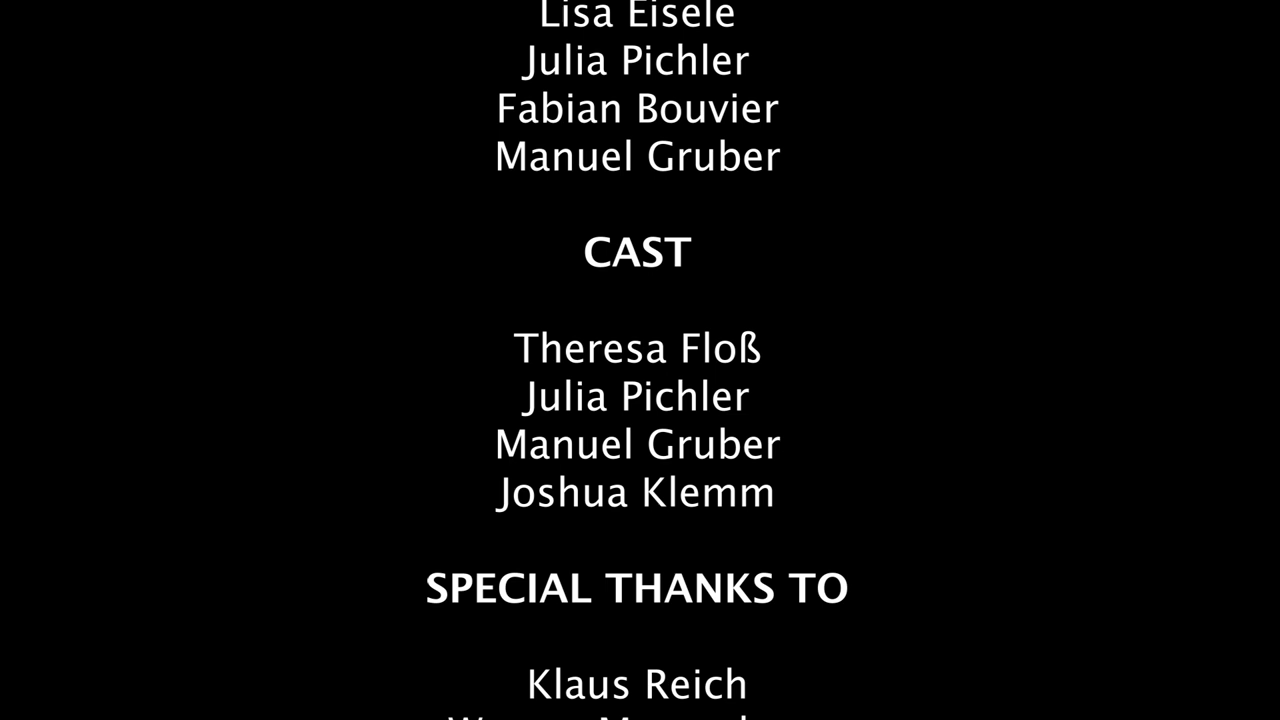 Lisa Eisele
Julia Pichler
Fabian Bouvier
Manuel Gruber
CAST
Theresa Floß
Julia Pichler
Manuel Gruber
Joshua Klemm
SPECIAL THANKS TO
Klaus Reich